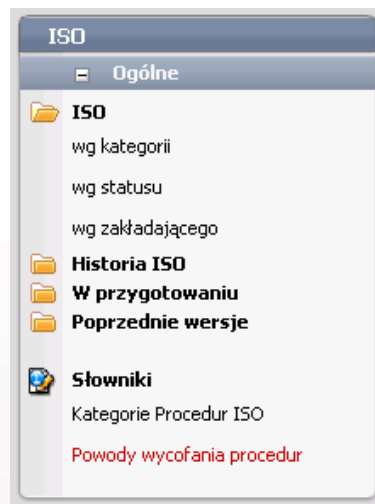 ISO
Ogólne
ISO
wg kategorii
wg statusu
wg zakładającego
Historia ISO
W przygotowaniu
Poprzednie wersje
Słowniki
Kategorie Procedur ISO
Powody wycofania procedur